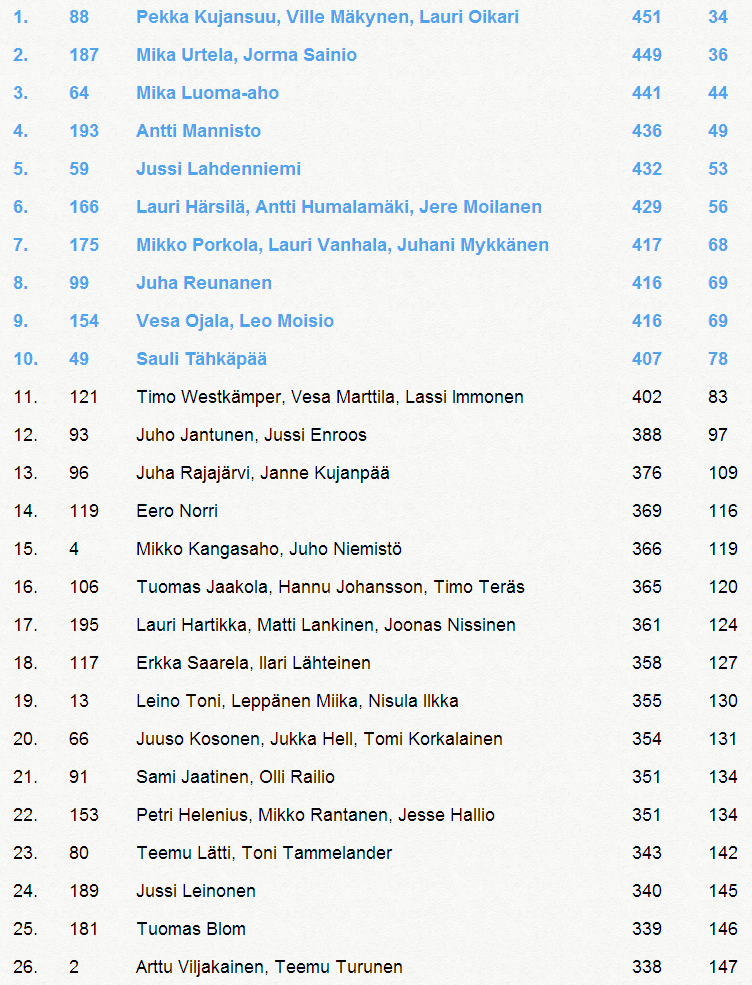 1. 88 Pekka Kujansuu, Ville Mäkynen, Lauri Oikari 451 34
2. 187 Mika Urtela, Jorma Sainio 449 36
3. 64 Mika Luoma-aho 441 44
4. 193 Antti Mannisto 436 49
5. 59 Jussi Lahdenniemi 432 53
6. 166 Lauri Härsilä, Antti Humalamäki, Jere Moilanen 429 56
7. 175 Mikko Porkola, Lauri Vanhala, Juhani Mykkänen 417 68
8. 99 Juha Reunanen 416 69
9. 154 Vesa Ojala, Leo Moisio 416 69
10. 49 Sauli Tähkäpää 407 78
11. 121 Timo Westkämper, Vesa Marttila, Lassi Immonen 402 83
12. 93 Juho Jantunen, Jussi Enroos 388 97
13. 96 Juha Rajajärvi, Janne Kujanpää 376 109
14. 119 Eero Norri 369 116
15. 4 Mikko Kangasaho, Juho Niemistö 366 119
16. 106 Tuomas Jaakola, Hannu Johansson, Timo Teräs 365 120
17. 195 Lauri Hartikka, Matti Lankinen, Joonas Nissinen 361 124
18. 117 Erkka Saarela, Ilari Lähteinen 358 127
19. 13 Leino Toni, Leppänen Miika, Nisula Ilkka 355 130
20. 66 Juuso Kosonen, Jukka Hell, Tomi Korkalainen 354 131
21. 91 Sami Jaatinen, Olli Railio 351 134
22. 153 Petri Helenius, Mikko Rantanen, Jesse Hallio 351 134
23. 80 Teemu Lätti, Toni Tammelander 343 142
24. 189 Jussi Leinonen 340 145
25. 181 Tuomas Blom 339 146
26. 2 Arttu Viljakainen, Teemu Turunen 338 147